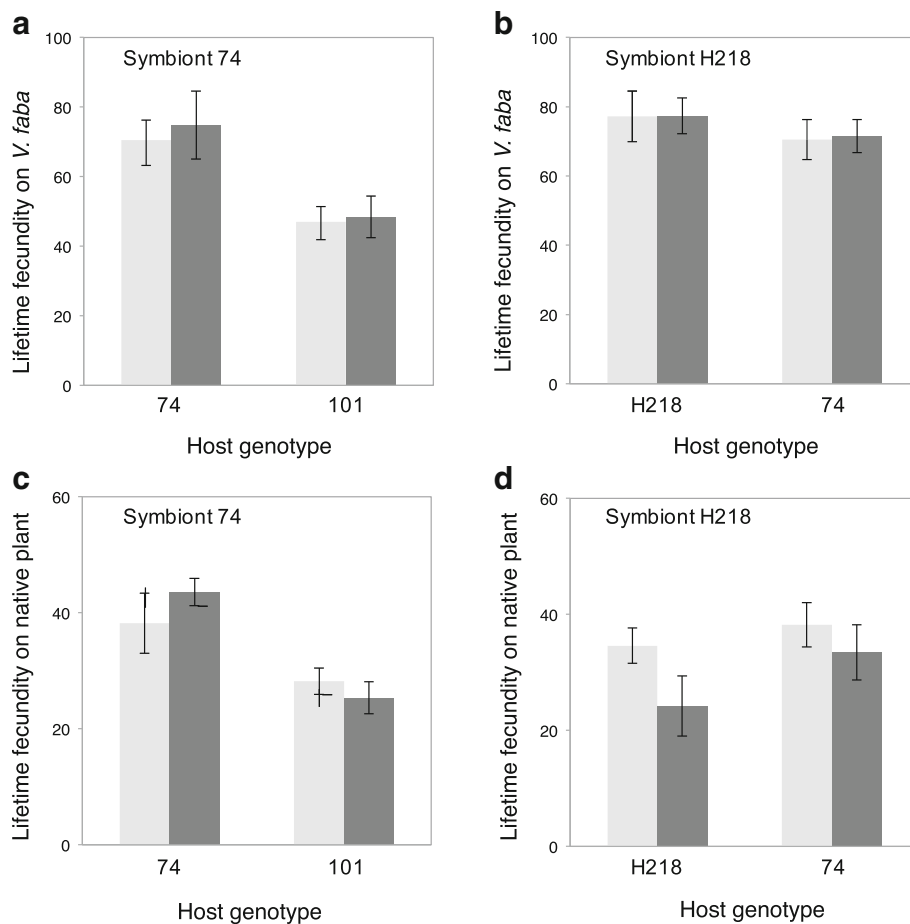 a
Symbiont 74
Lifetime fecundity on V. faba
100
80
60
40
20
0
74 101
Host genotype
b
Symbiont H218
Lifetime fecundity on V. faba
100
80
60
40
20
0
H218 74
Host genotype
c
Symbiont 74
Lifetime fecundity on native plant
60
40
20
0
74 101
Host genotype
d
Symbiont H218
Lifetime fecundity on native plant
60
40
20
0
H218 74
Host genotype